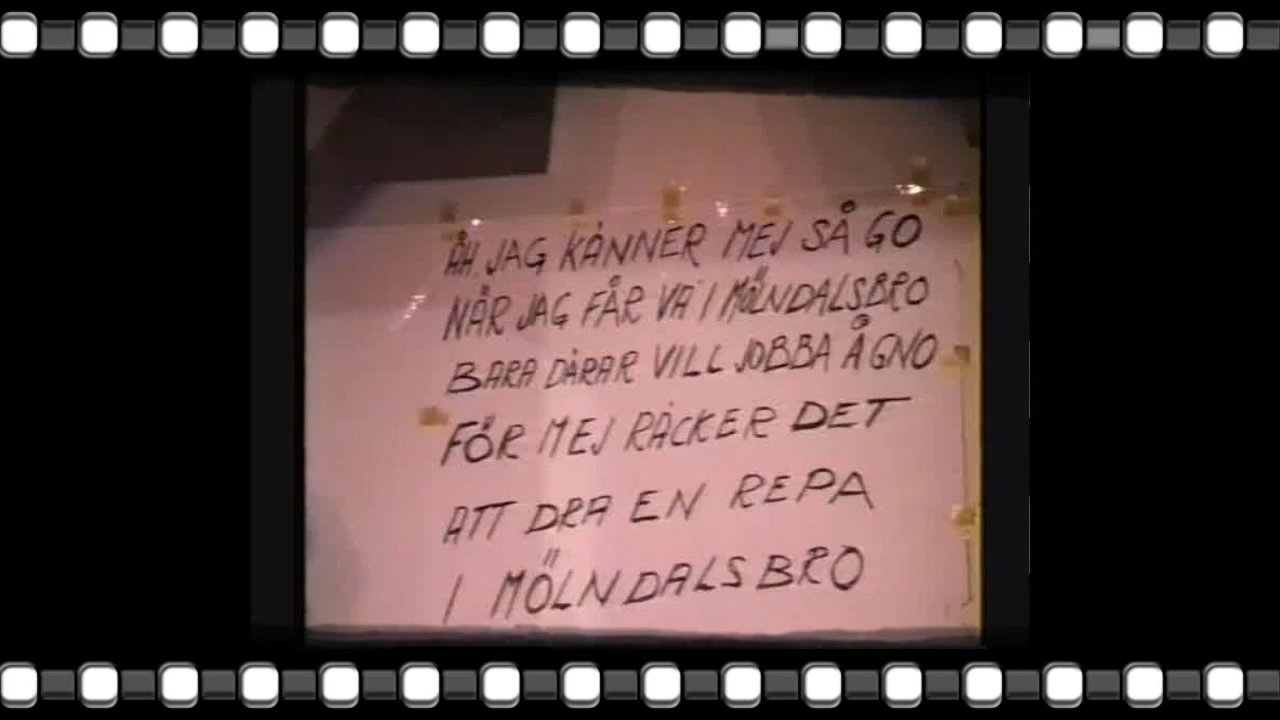 ÅH, JAG KÄNNER MEJ SÅ GO
NÄR JAG FÅR VA I MÖLNDALSBRO
BARA DÅRAR VILL JOBBA Å GNO
FÖR MEJ RÄCKER DET
ATT DRA EN REPA
I MÖLNDALSBRO